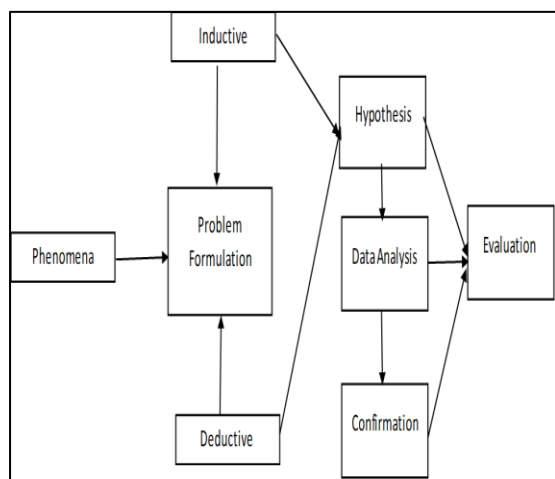 Inductive
Hypothesis
Problem
Formulation
Phenomena
Data Analysis
Evaluation
Deductive
Confirmation